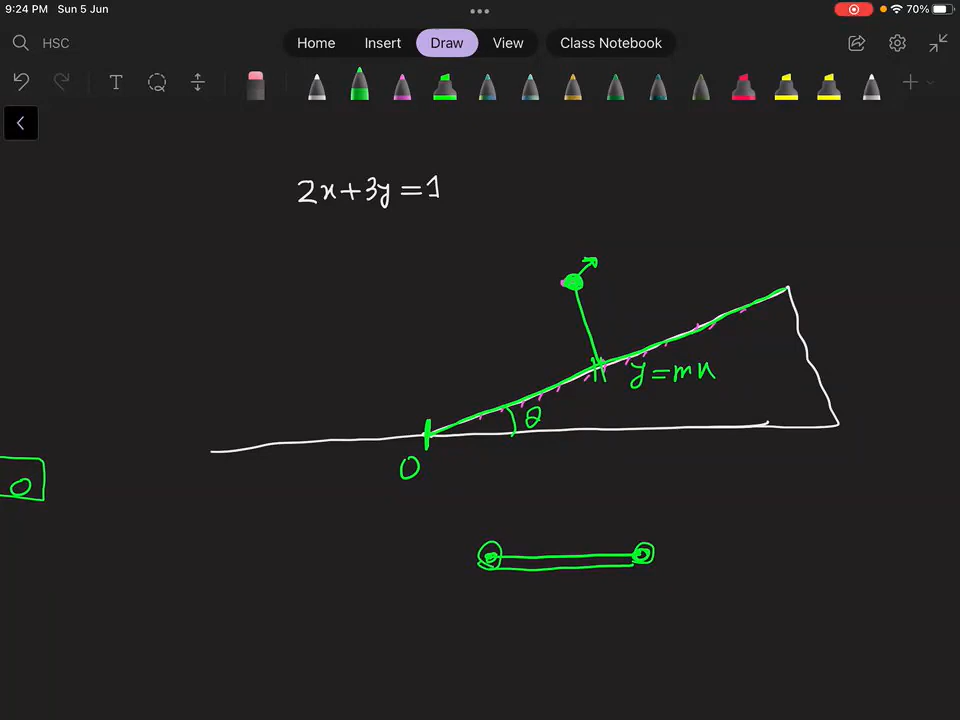 9:24 PM Sun 5 Jun
70%
HSC
Home Insert Draw View Class Notebook
T
2x+3y=1
y=mx
θ
O
O